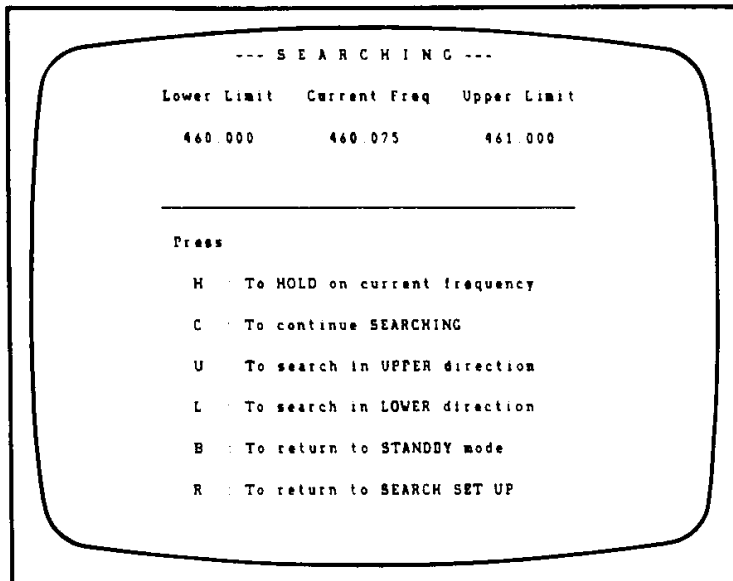 --- S E A R C H I N G ---
Lower Limit Current Freq Upper Limit
460.000 460.075 461.000
Press
H : To HOLD on current frequency
C : To continue SEARCHING
U To search in UPPER direction
L : To search in LOWER direction
B : To return to STANDBY mode
R : To return to SEARCH SET UP